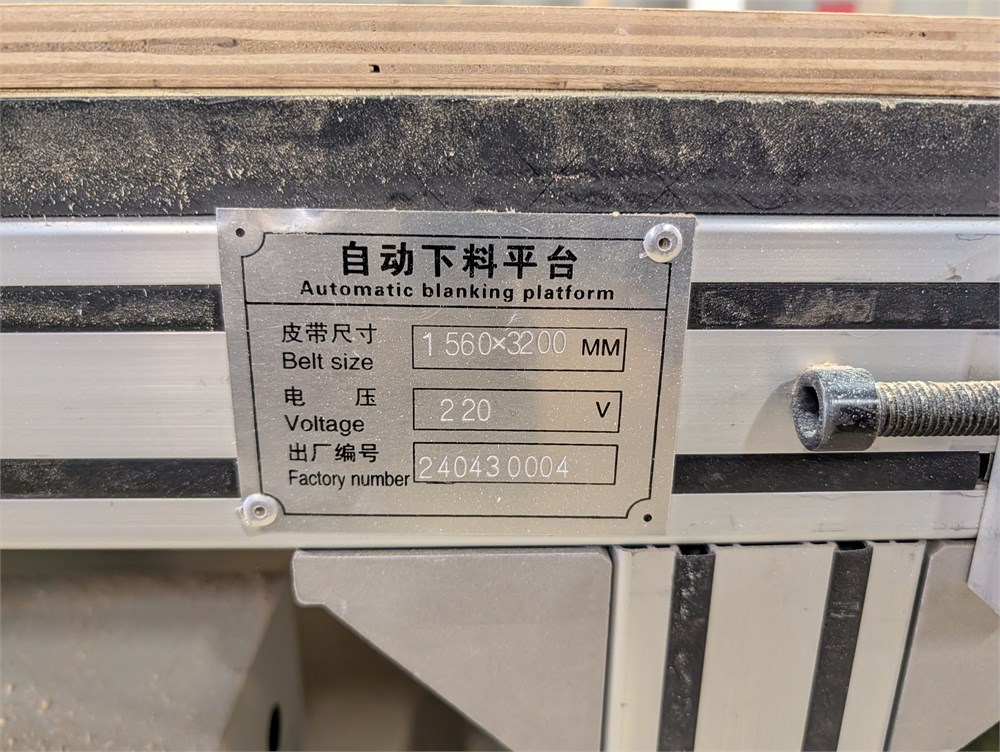 自动下料平台
Automatic blanking platform
皮带尺寸 1560×3200 MM
Belt size
电 压 220 V
Voltage
出厂编号 240430004
Factory number